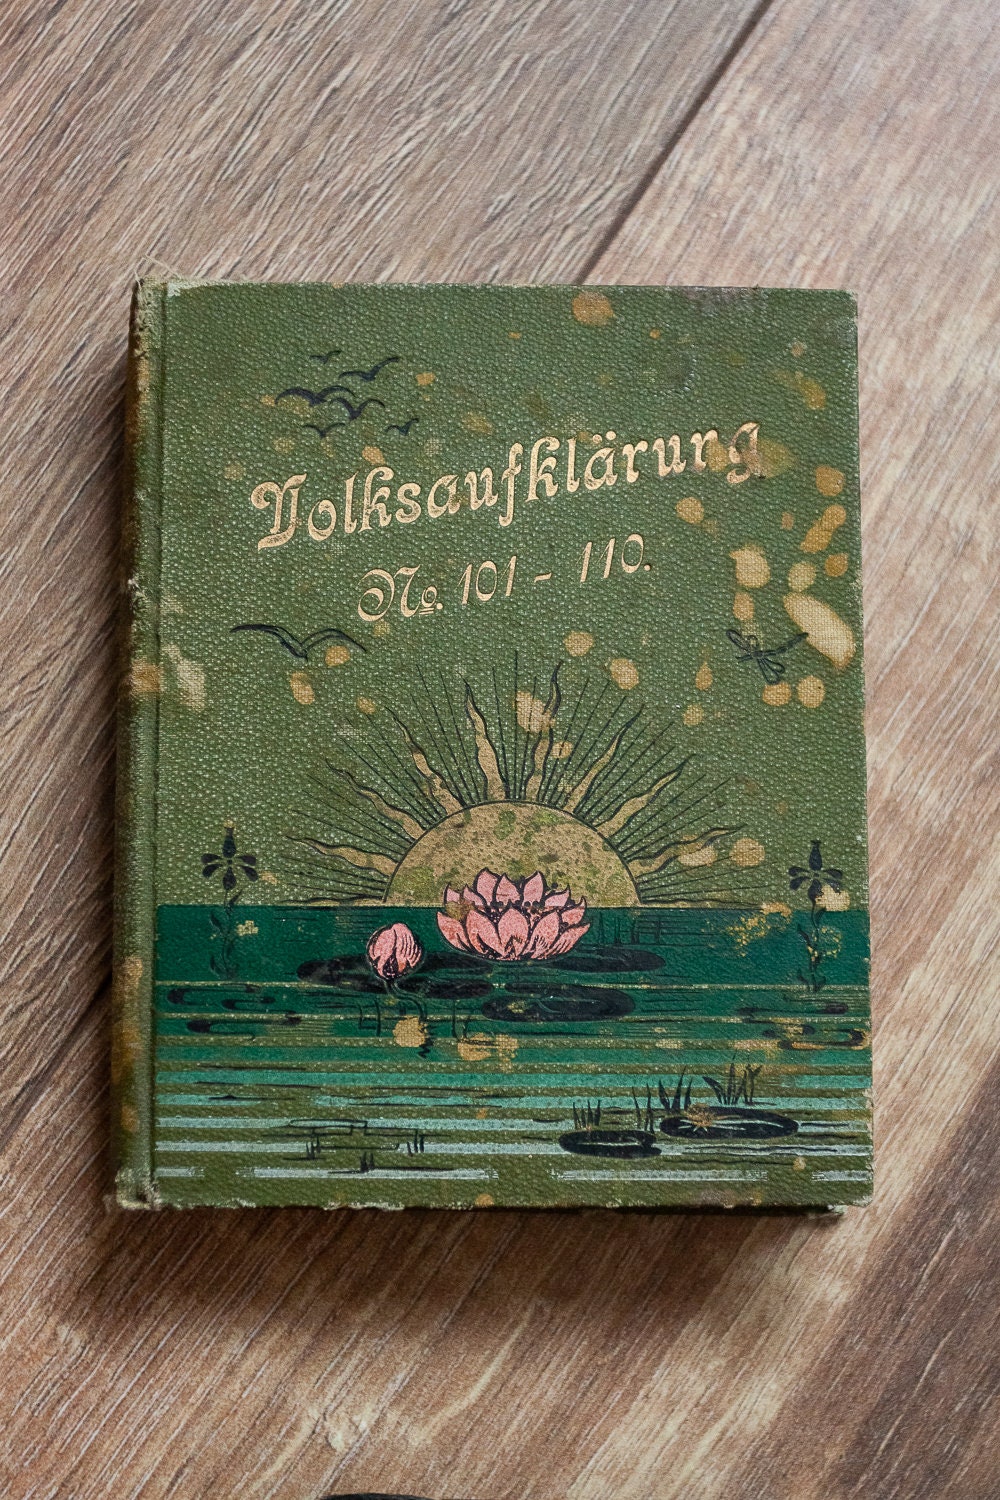 Volksaufklärung
No. 101 - 110.